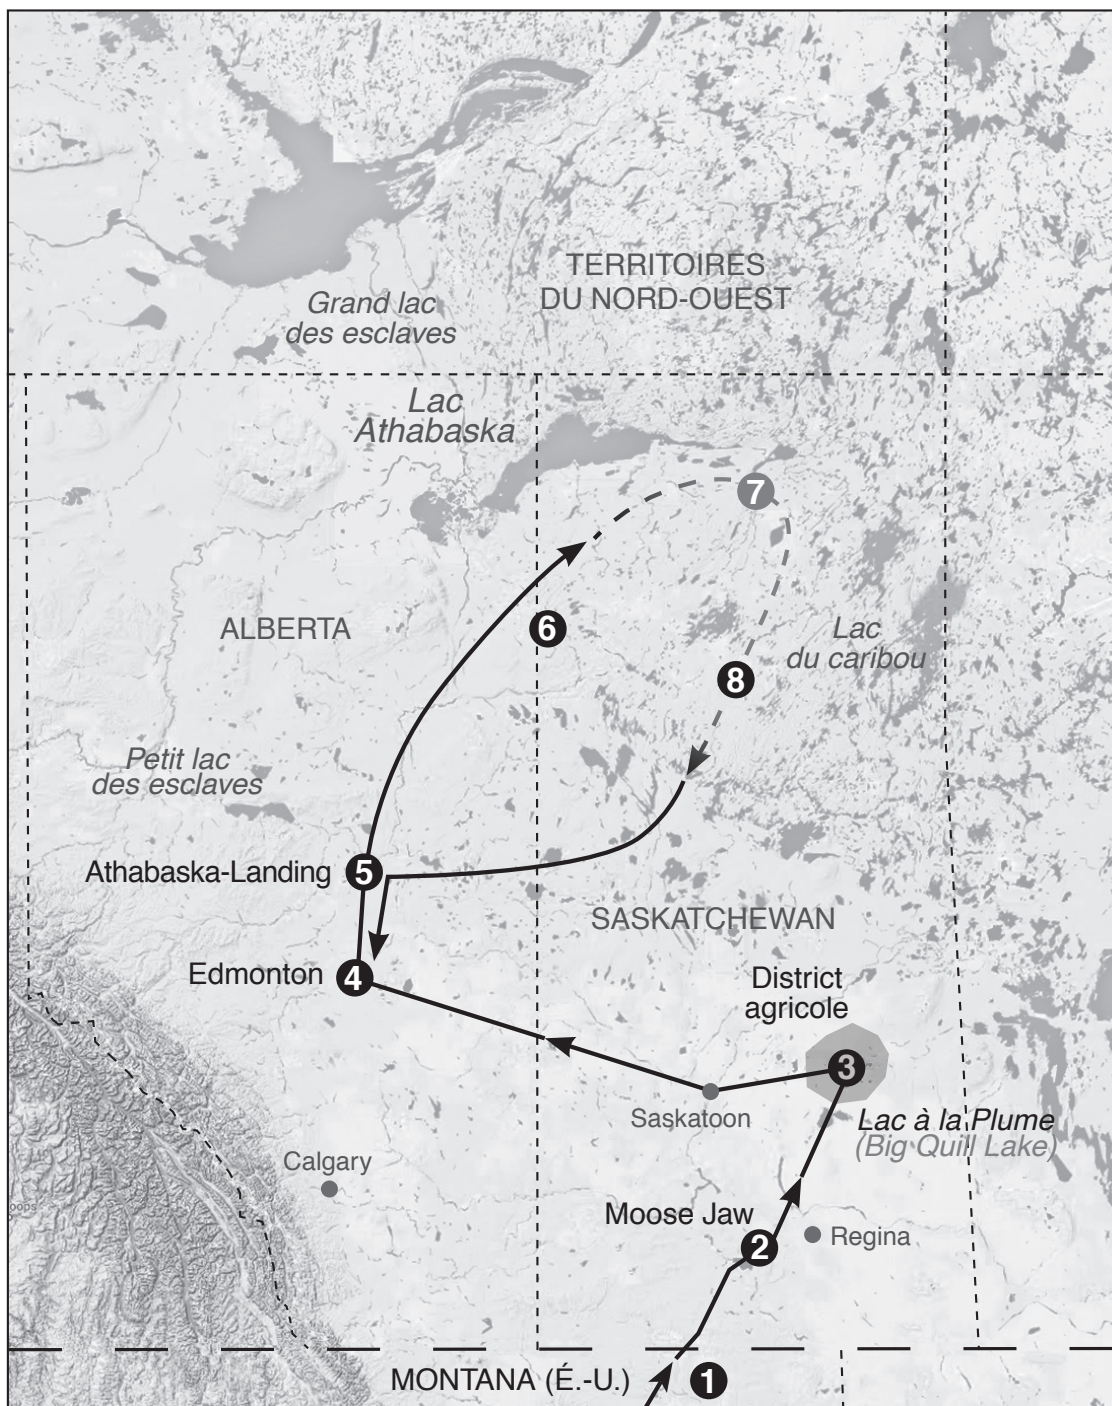 TERRITOIRES
DU NORD-OUEST
Grand lac
des esclaves
Lac
Athabaska
7
6
ALBERTA
Lac
du caribou
8
Petit lac
des esclaves
Athabaska-Landing
5
SASKATCHEWAN
Edmonton
4
District
agricole
3
Saskatoon
Lac à la Plume
(Big Quill Lake)
Calgary
oops
Moose Jaw
2
Regina
MONTANA (É.-U.)
1